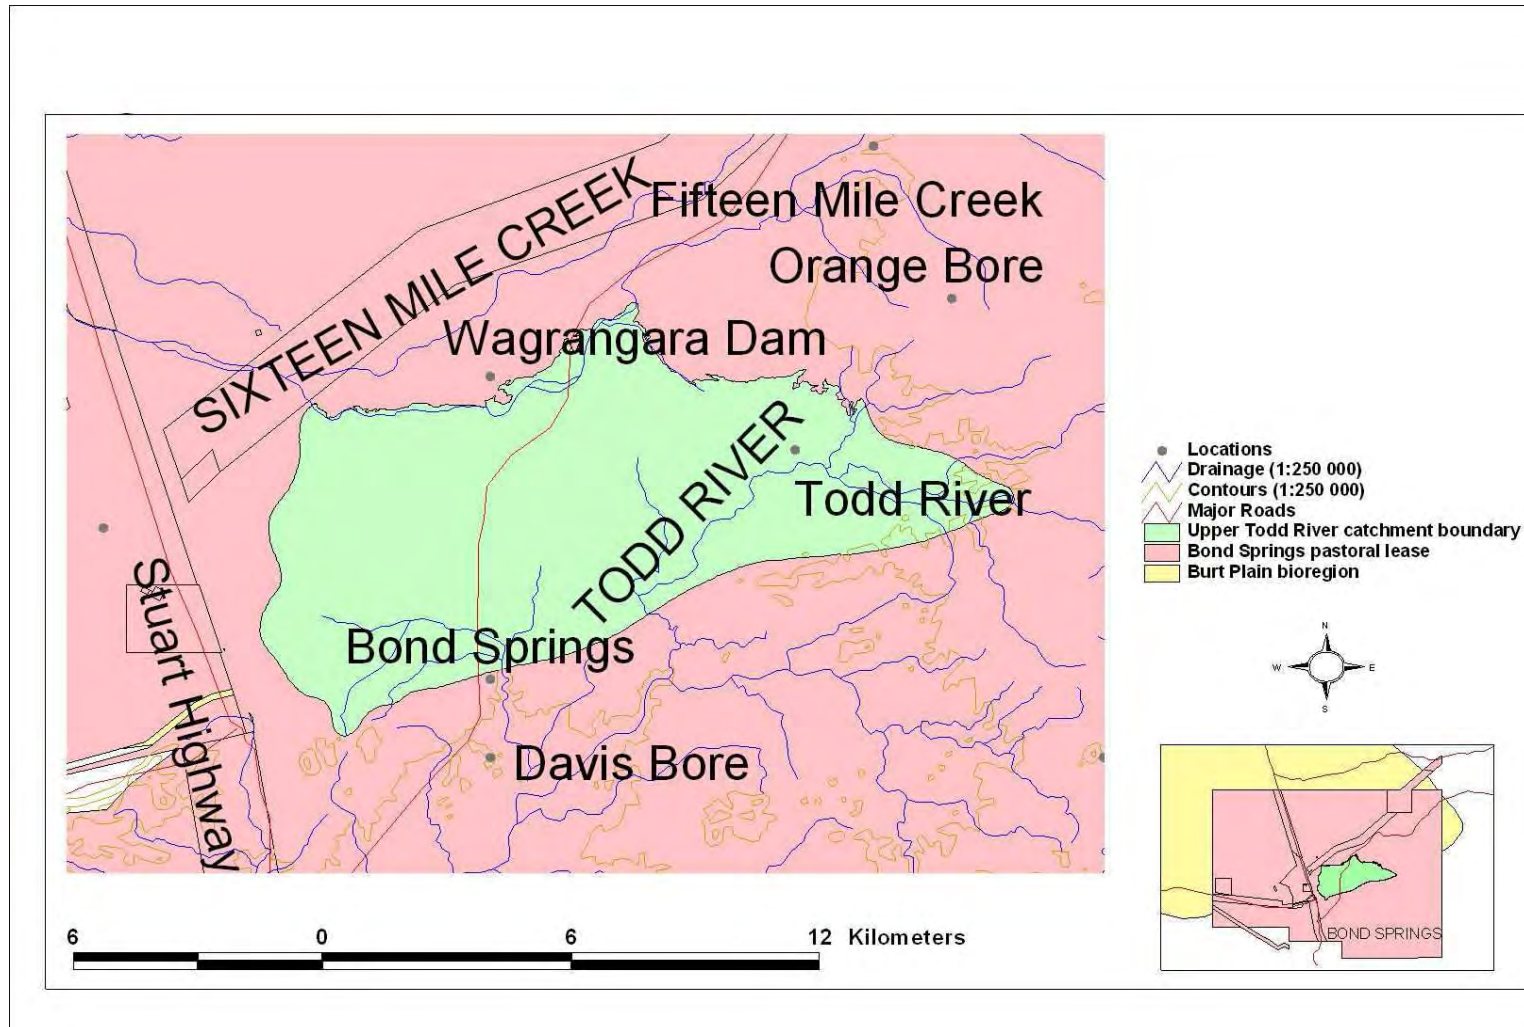 Fifteen Mile Creek
SIXTEEN MILE CREEK
Orange Bore
Wagrangara Dam
TODD RIVER
Todd River
Stuart Highway
Bond Springs
Davis Bore
Locations
Drainage (1:250 000)
Contours (1:250 000)
Major Roads
Upper Todd River catchment boundary
Bond Springs pastoral lease
Burt Plain bioregion
N
W E
S
BOND SPRINGS
6 0 6 12 Kilometers